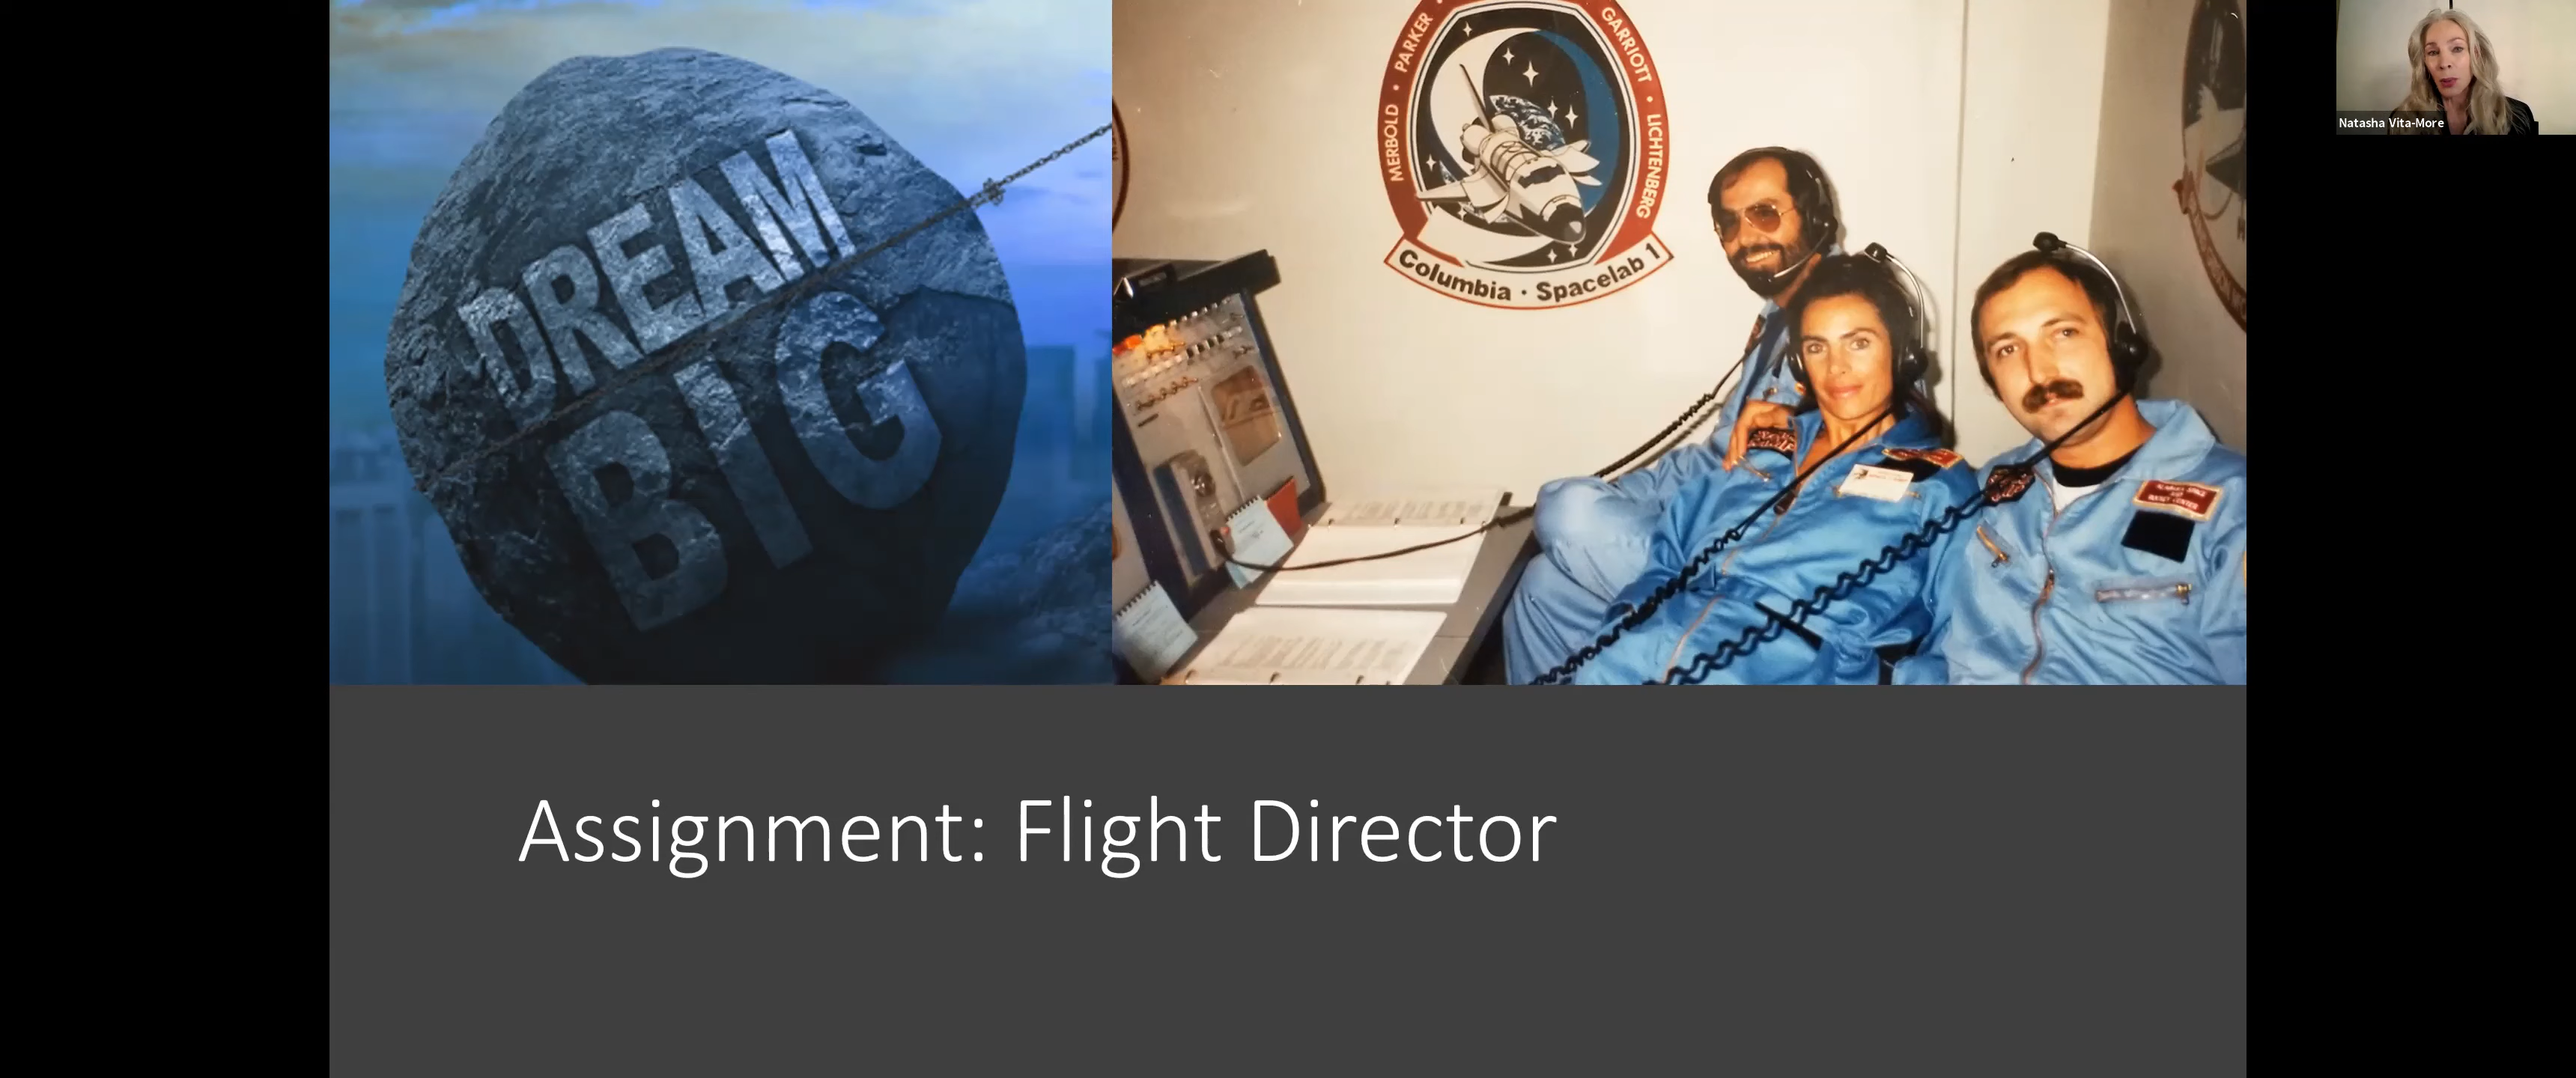 DREAM
BIG
MERBOLD • PARKER •
GARRIOTT • LICHTENBERG
Columbia • Spacelab 1
Natasha Vita-More
Assignment: Flight Director